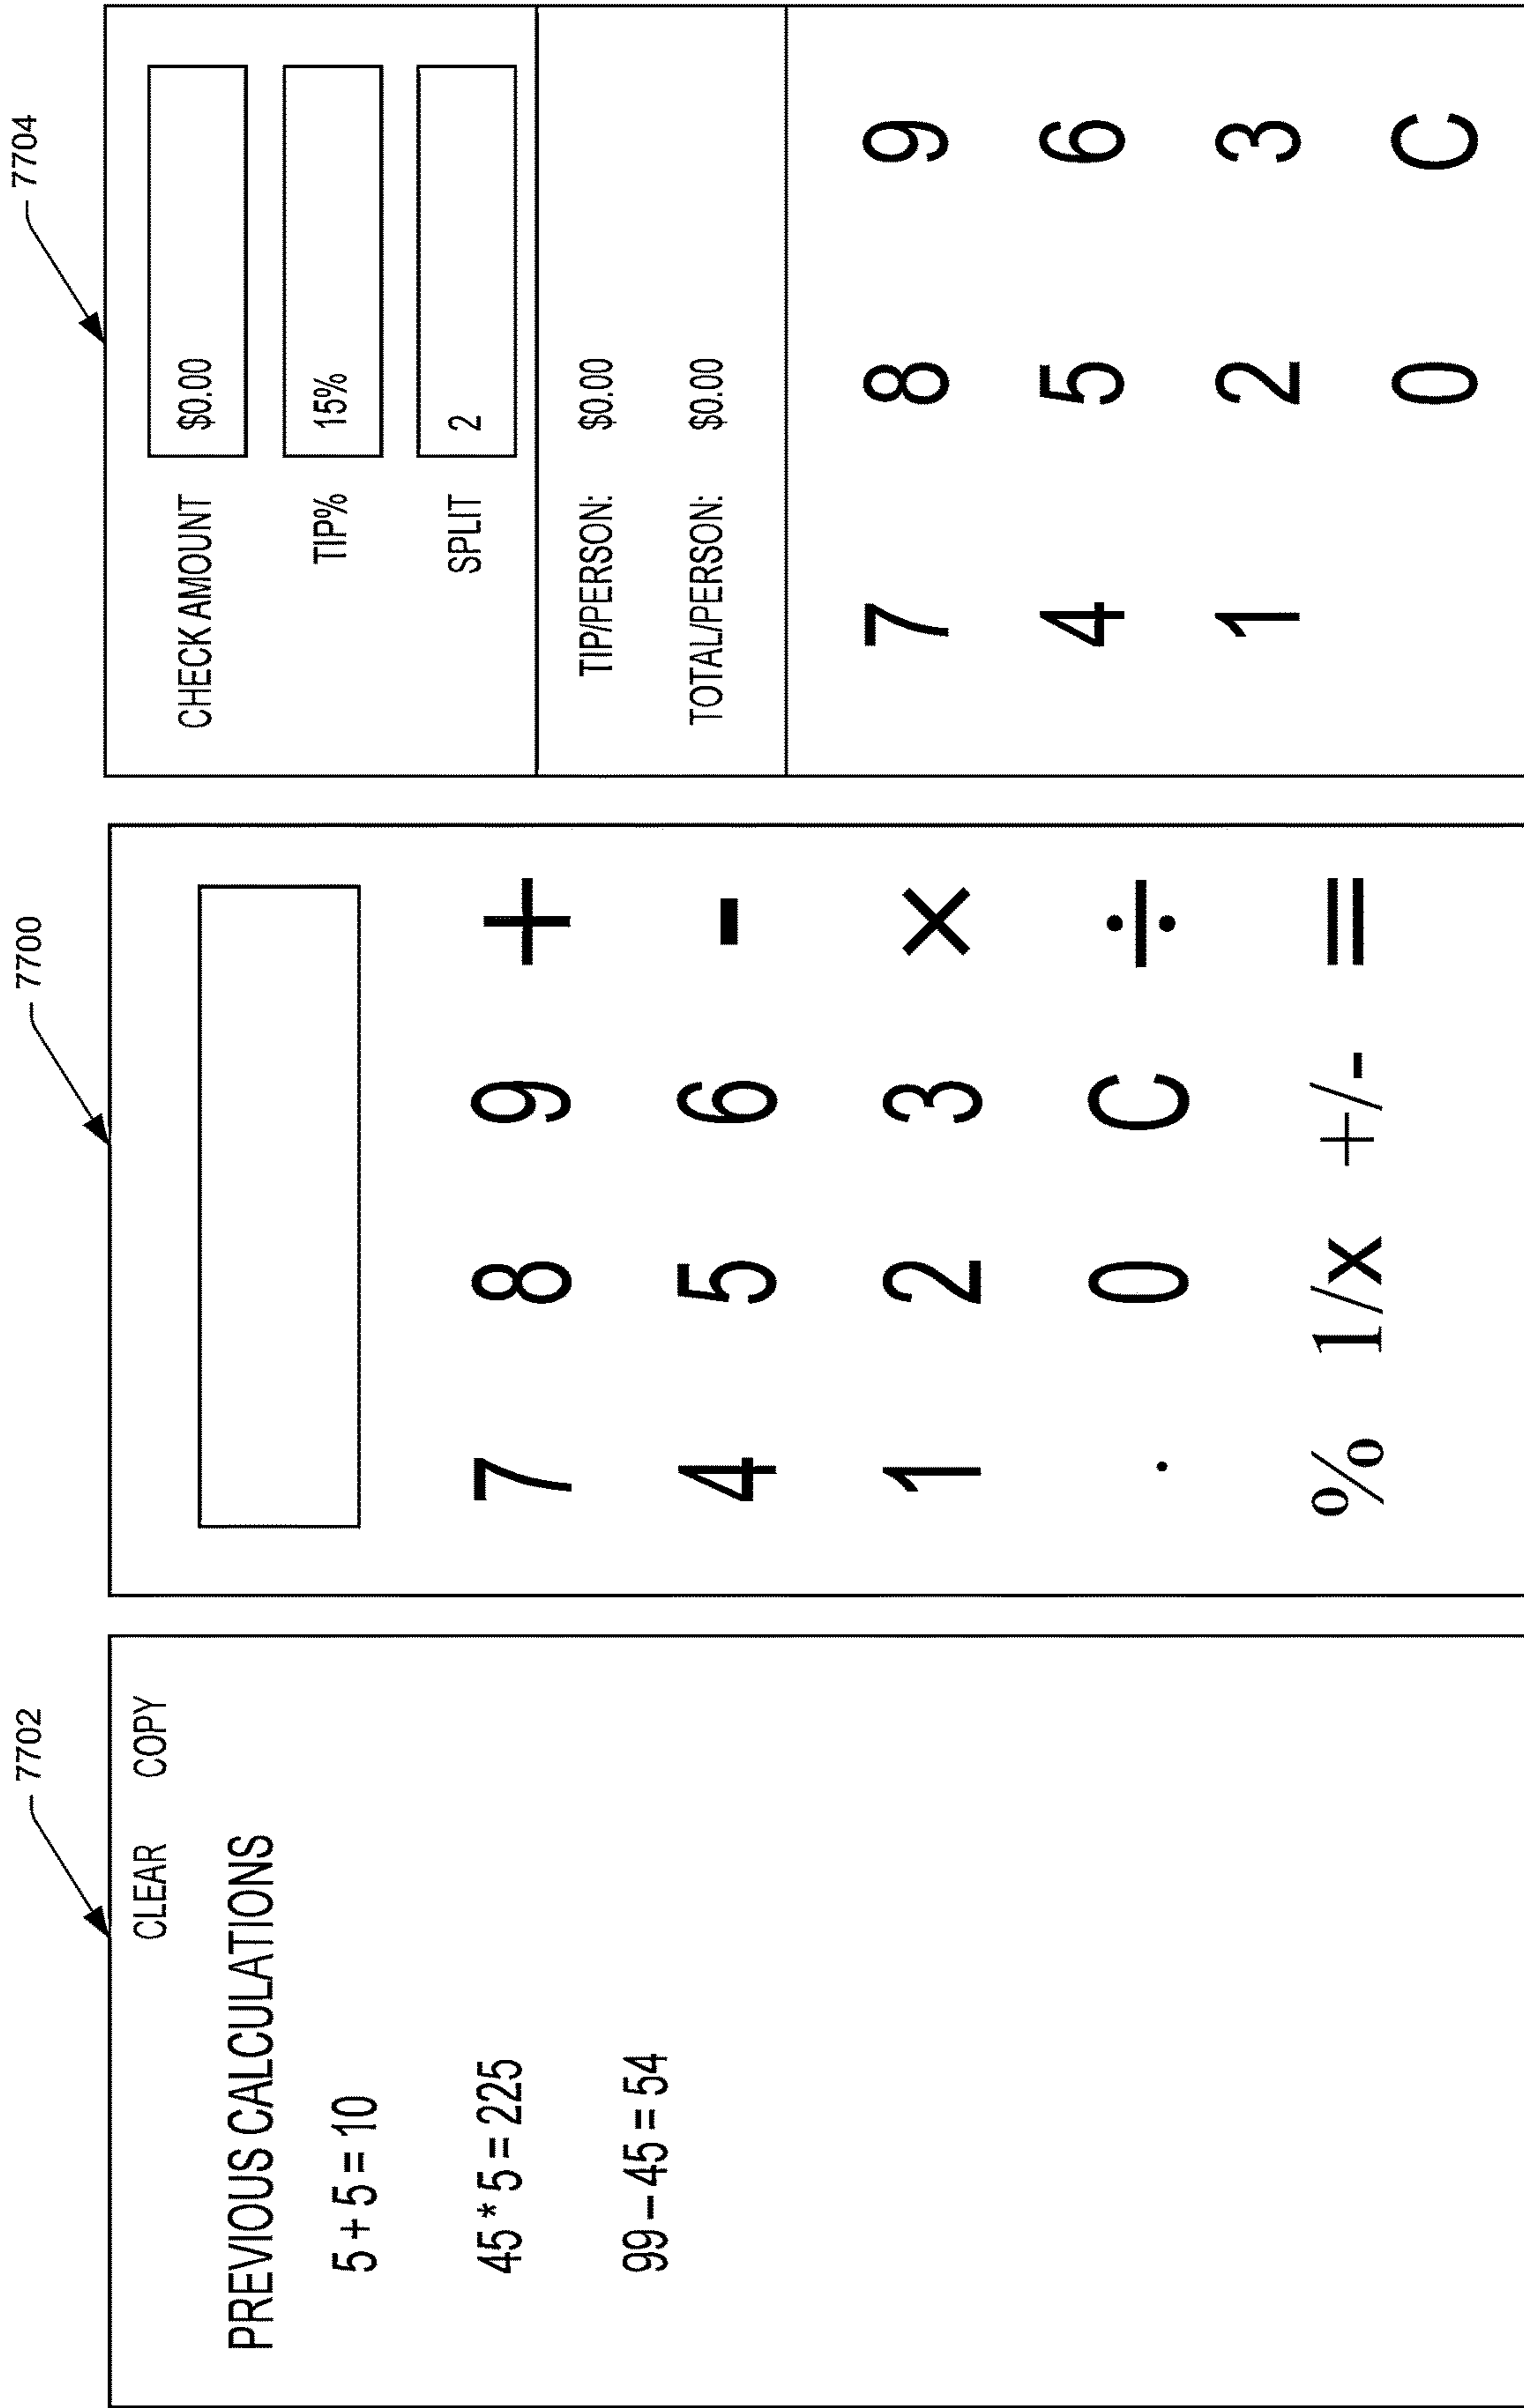 7702
CLEAR COPY
PREVIOUS CALCULATIONS
5 + 5 = 10
45 * 5 = 225
99 – 45 = 54
7700
7 8 9 +
4 5 6 -
1 2 3 ×
. 0 C ÷
% 1/x +/- =
7704
CHECK AMOUNT $0.00
TIP% 15%
SPLIT 2
TIP/PERSON: $0.00
TOTAL/PERSON: $0.00
7 8 9
4 5 6
1 2 3
0 C